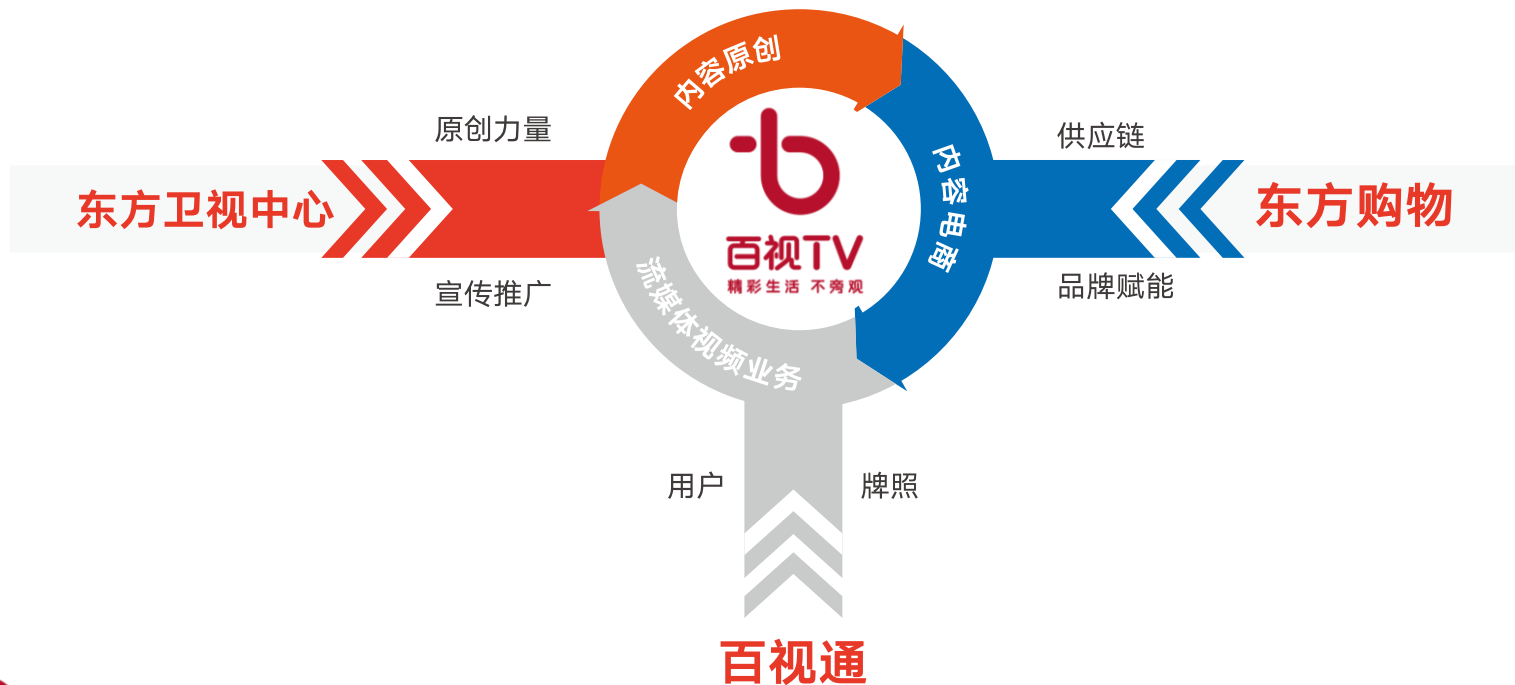 内容原创
原创力量
供应链
东方卫视中心
东方购物
内容电商
百视TV
精彩生活 不旁观
宣传推广
品牌赋能
流媒体视频业务
用户
牌照
百视通